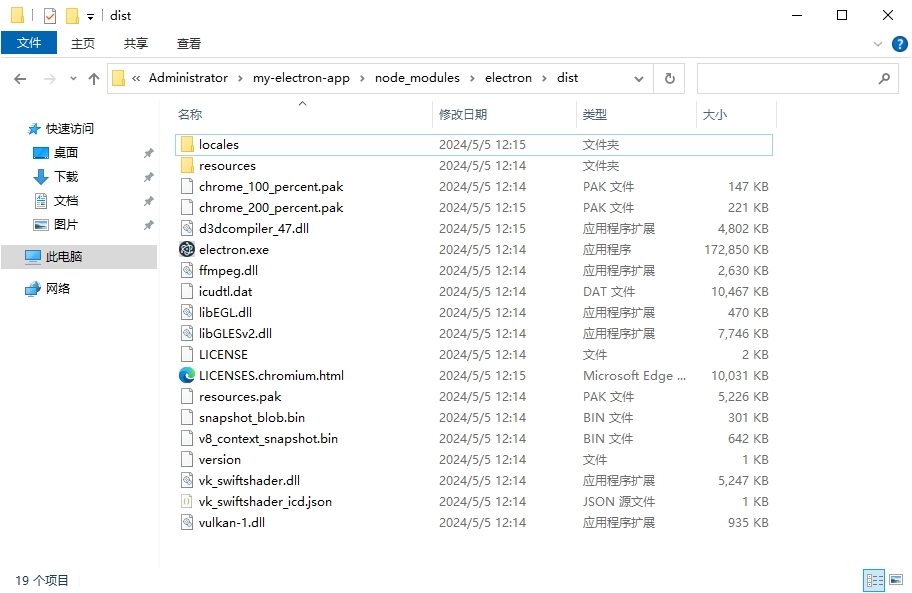 dist
文件 主页 共享 查看
« Administrator › my-electron-app › node_modules › electron › dist
名称 修改日期 类型 大小
快速访问
桌面
下载
文档
图片
此电脑
网络
locales 2024/5/5 12:15 文件夹
resources 2024/5/5 12:14 文件夹
chrome_100_percent.pak 2024/5/5 12:14 PAK 文件 147 KB
chrome_200_percent.pak 2024/5/5 12:15 PAK 文件 221 KB
d3dcompiler_47.dll 2024/5/5 12:15 应用程序扩展 4,802 KB
electron.exe 2024/5/5 12:14 应用程序 172,850 KB
ffmpeg.dll 2024/5/5 12:14 应用程序扩展 2,630 KB
icudtl.dat 2024/5/5 12:14 DAT 文件 10,467 KB
libEGL.dll 2024/5/5 12:14 应用程序扩展 470 KB
libGLESv2.dll 2024/5/5 12:14 应用程序扩展 7,746 KB
LICENSE 2024/5/5 12:14 文件 2 KB
LICENSES.chromium.html 2024/5/5 12:15 Microsoft Edge ... 10,031 KB
resources.pak 2024/5/5 12:14 PAK 文件 5,226 KB
snapshot_blob.bin 2024/5/5 12:14 BIN 文件 301 KB
v8_context_snapshot.bin 2024/5/5 12:14 BIN 文件 642 KB
version 2024/5/5 12:14 文件 1 KB
vk_swiftshader.dll 2024/5/5 12:14 应用程序扩展 5,247 KB
vk_swiftshader_icd.json 2024/5/5 12:14 JSON 源文件 1 KB
vulkan-1.dll 2024/5/5 12:14 应用程序扩展 935 KB
19 个项目